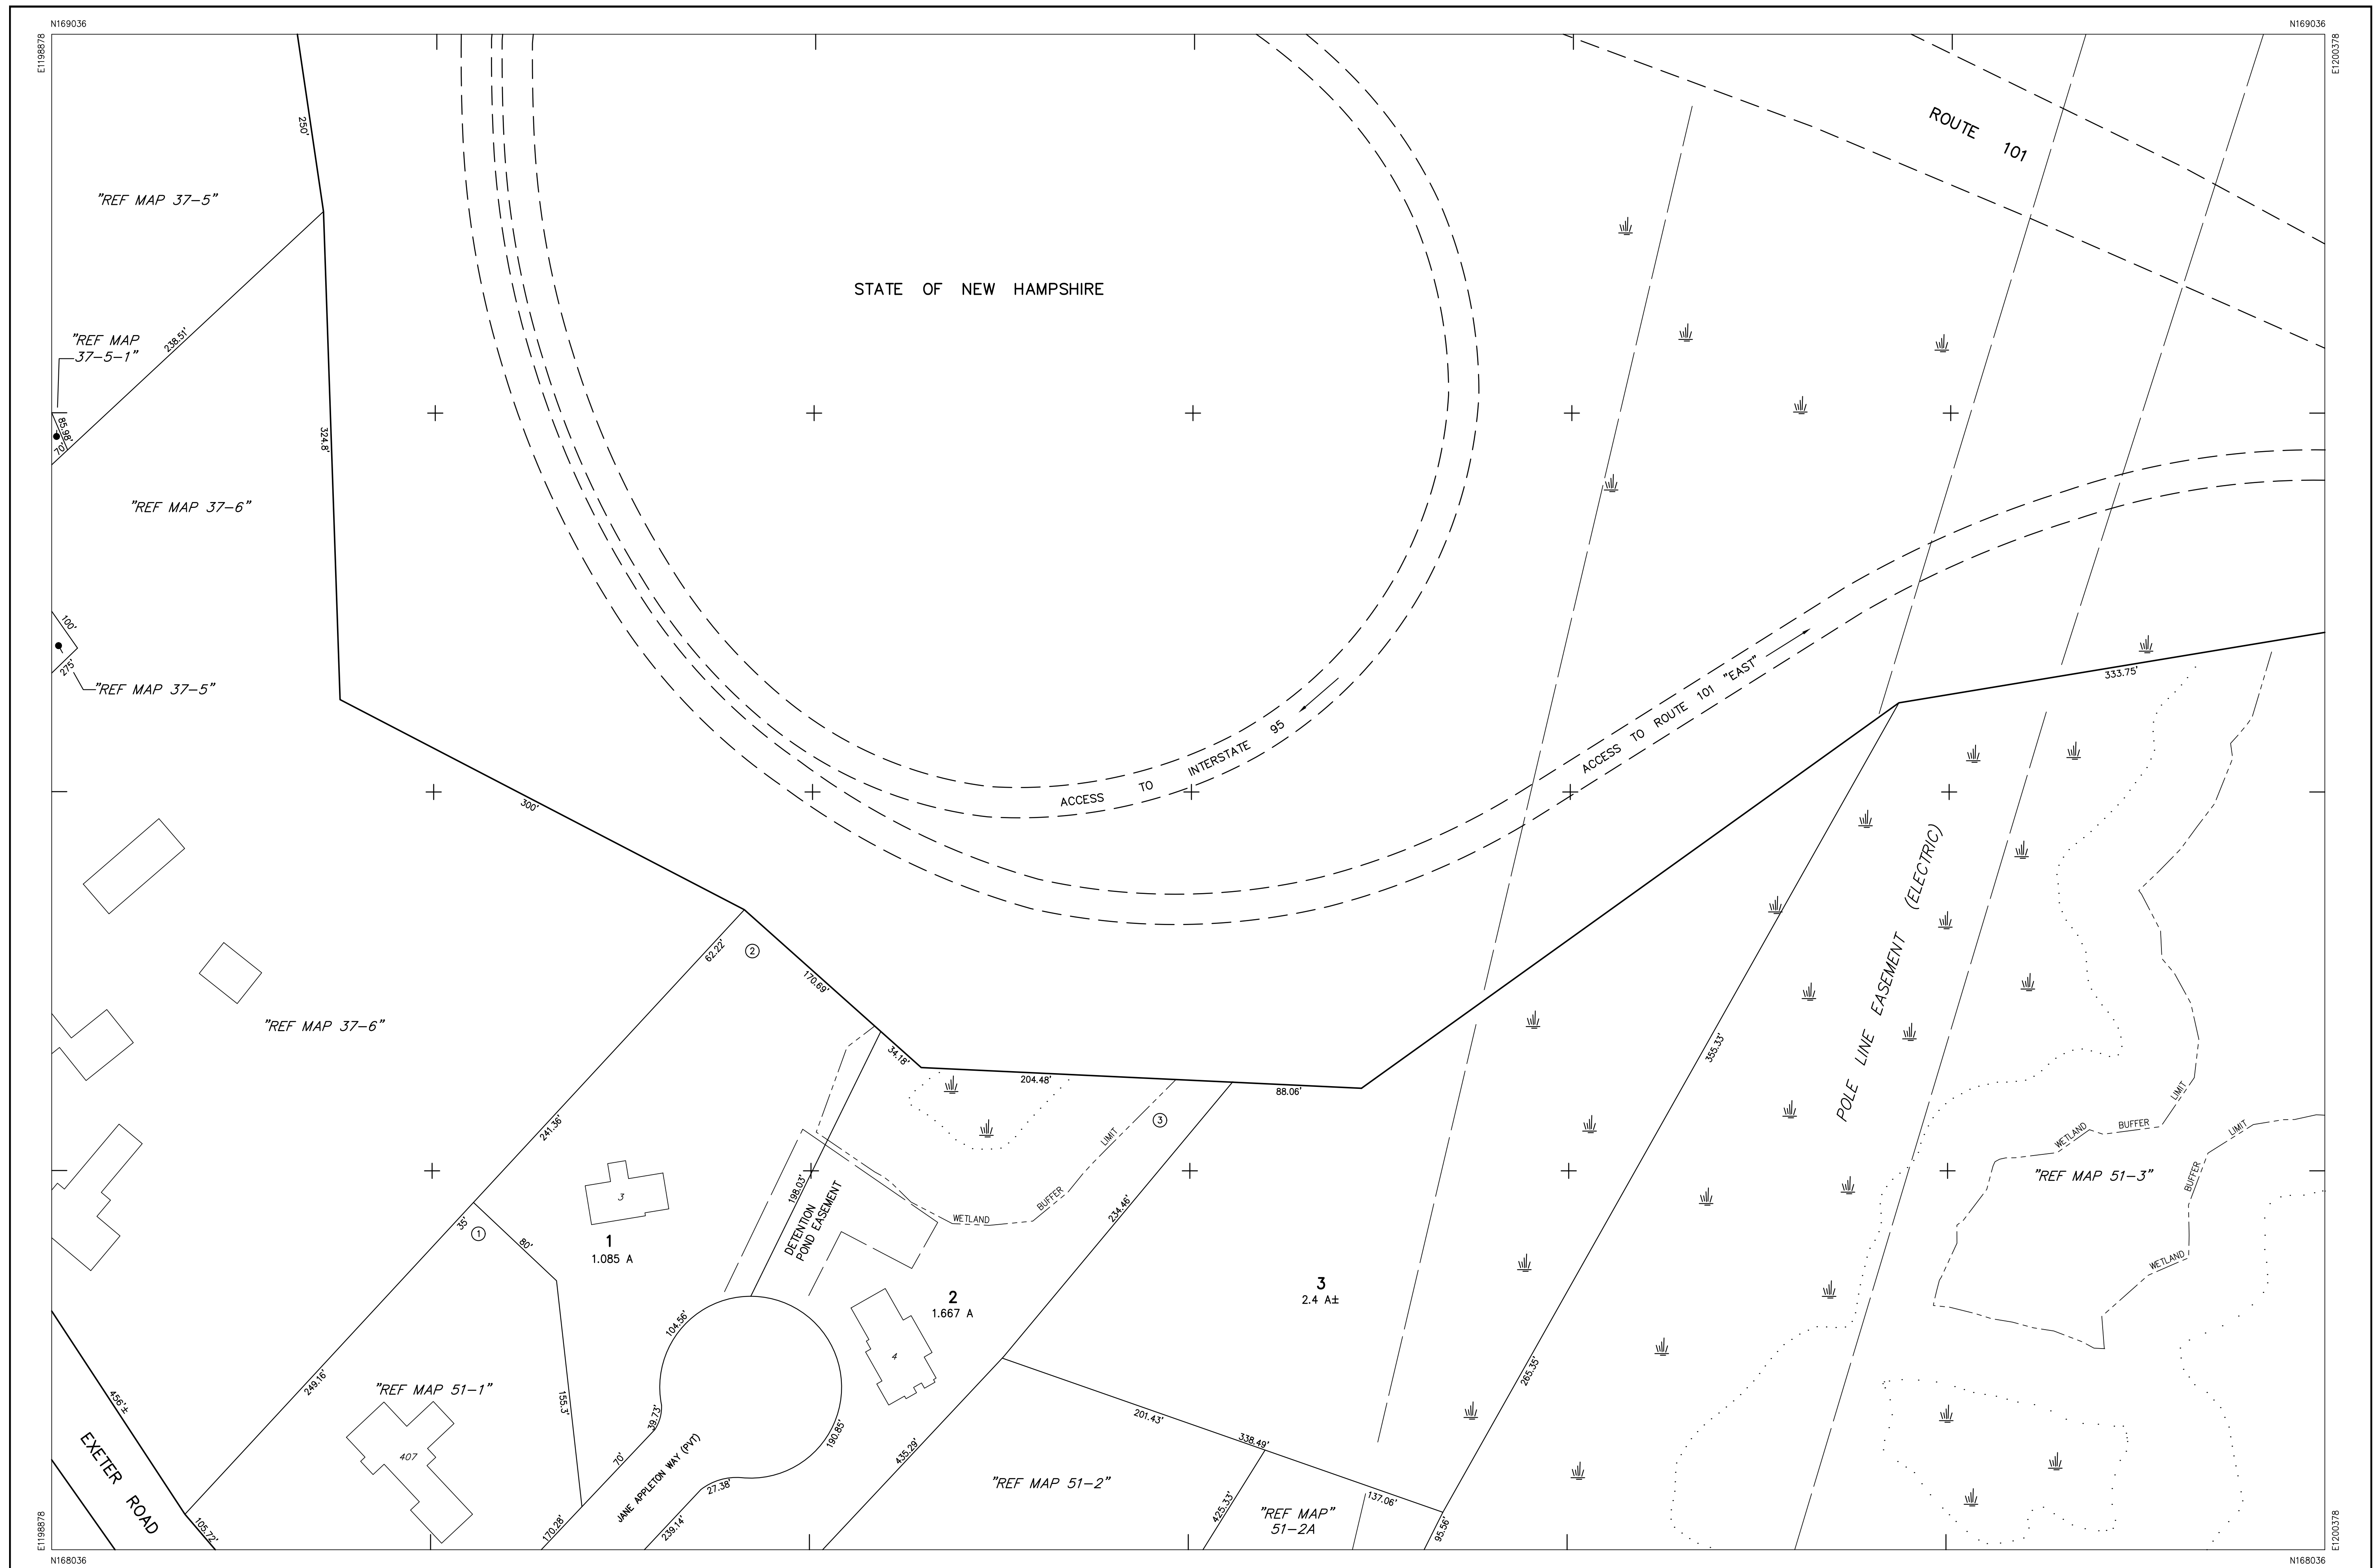 N169036
N169036
E1198878
E1200378
250'
ROUTE 101
"REF MAP 37-5"
STATE OF NEW HAMPSHIRE
"REF MAP
37-5-1"
238.51'
85.98'
70'
324.8'
"REF MAP 37-6"
100'
275'
"REF MAP 37-5"
333.75'
ACCESS TO ROUTE 101 "EAST"
ACCESS TO INTERSTATE 95
300'
POLE LINE EASEMENT (ELECTRIC)
62.22'
2
170.69'
"REF MAP 37-6"
34.18'
204.48'
88.06'
355.33'
241.36'
LIMIT
BUFFER
WETLAND
3
LIMIT
BUFFER
WETLAND
LIMIT
BUFFER
WETLAND
"REF MAP 51-3"
3
198.03'
DETENTION
POND EASEMENT
234.46'
35'
1
80'
1
1.085 A
2
1.667 A
3
2.4 A±
104.56'
4
249.16'
456'±
"REF MAP 51-1"
155.3'
39.73'
190.85'
265.35'
201.43'
338.49'
407
EXETER ROAD
70'
JANE APPLETON WAY (PVT)
27.38'
435.29'
"REF MAP 51-2"
425.33'
"REF MAP"
51-2A
137.06'
95.56'
105.72'
170.28'
239.14'
E1198878
E1200378
N168036
N168036